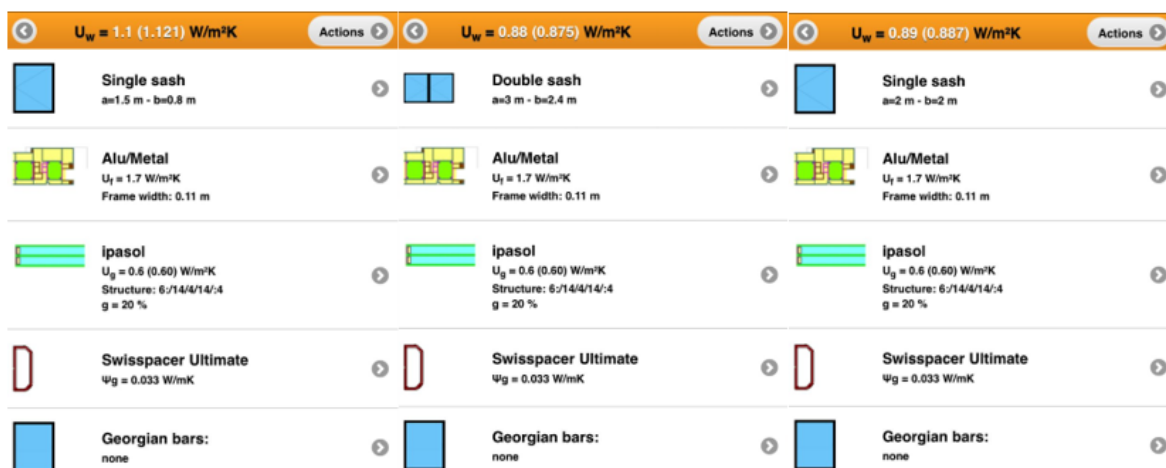 Uw = 1.1 (1.121) W/m²K
Actions
Single sash
a=1.5 m - b=0.8 m
Alu/Metal
Uf = 1.7 W/m²K
Frame width: 0.11 m
ipasol
Ug = 0.6 (0.60) W/m²K
Structure: 6:/14/4/14/:4
g = 20 %
Swisspacer Ultimate
Ψg = 0.033 W/mK
Georgian bars:
none
Uw = 0.88 (0.875) W/m²K
Actions
Double sash
a=3 m - b=2.4 m
Alu/Metal
Uf = 1.7 W/m²K
Frame width: 0.11 m
ipasol
Ug = 0.6 (0.60) W/m²K
Structure: 6:/14/4/14/:4
g = 20 %
Swisspacer Ultimate
Ψg = 0.033 W/mK
Georgian bars:
none
Uw = 0.89 (0.887) W/m²K
Actions
Single sash
a=2 m - b=2 m
Alu/Metal
Uf = 1.7 W/m²K
Frame width: 0.11 m
ipasol
Ug = 0.6 (0.60) W/m²K
Structure: 6:/14/4/14/:4
g = 20 %
Swisspacer Ultimate
Ψg = 0.033 W/mK
Georgian bars:
none